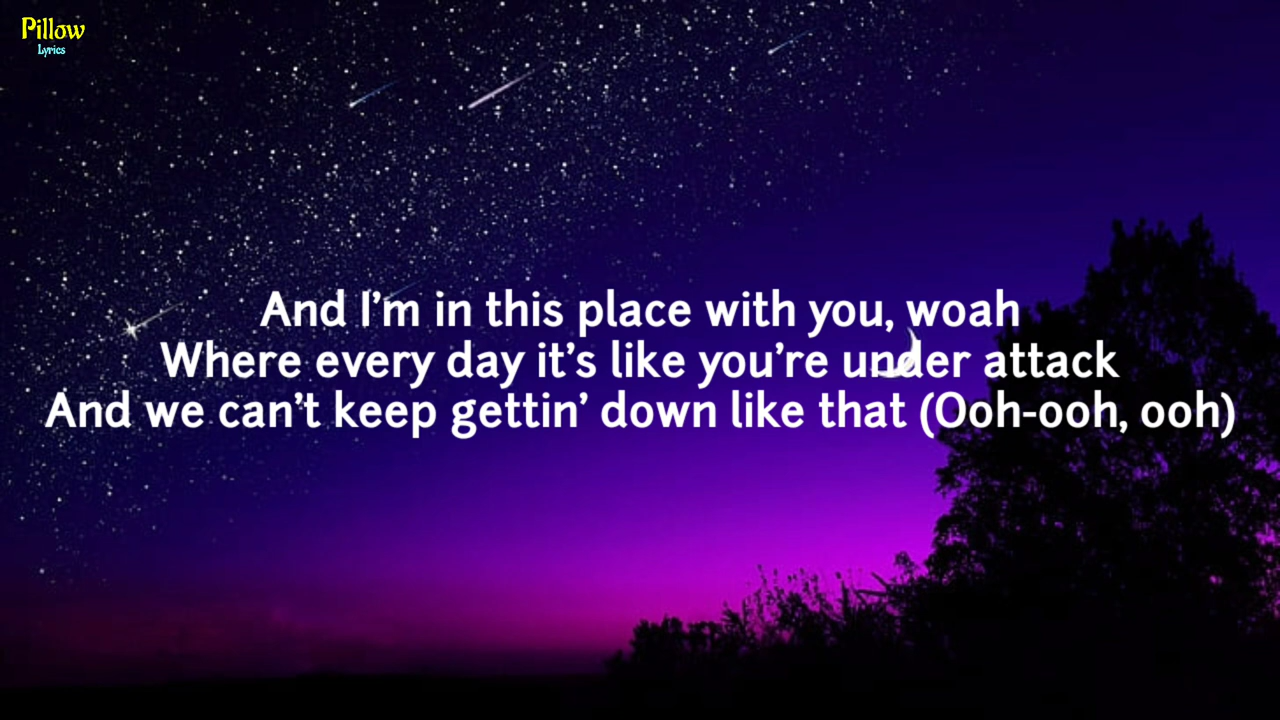 Pillow
Lyrics
And I'm in this place with you, woah
Where every day it's like you're under attack
And we can't keep gettin' down like that (Ooh-ooh, ooh)